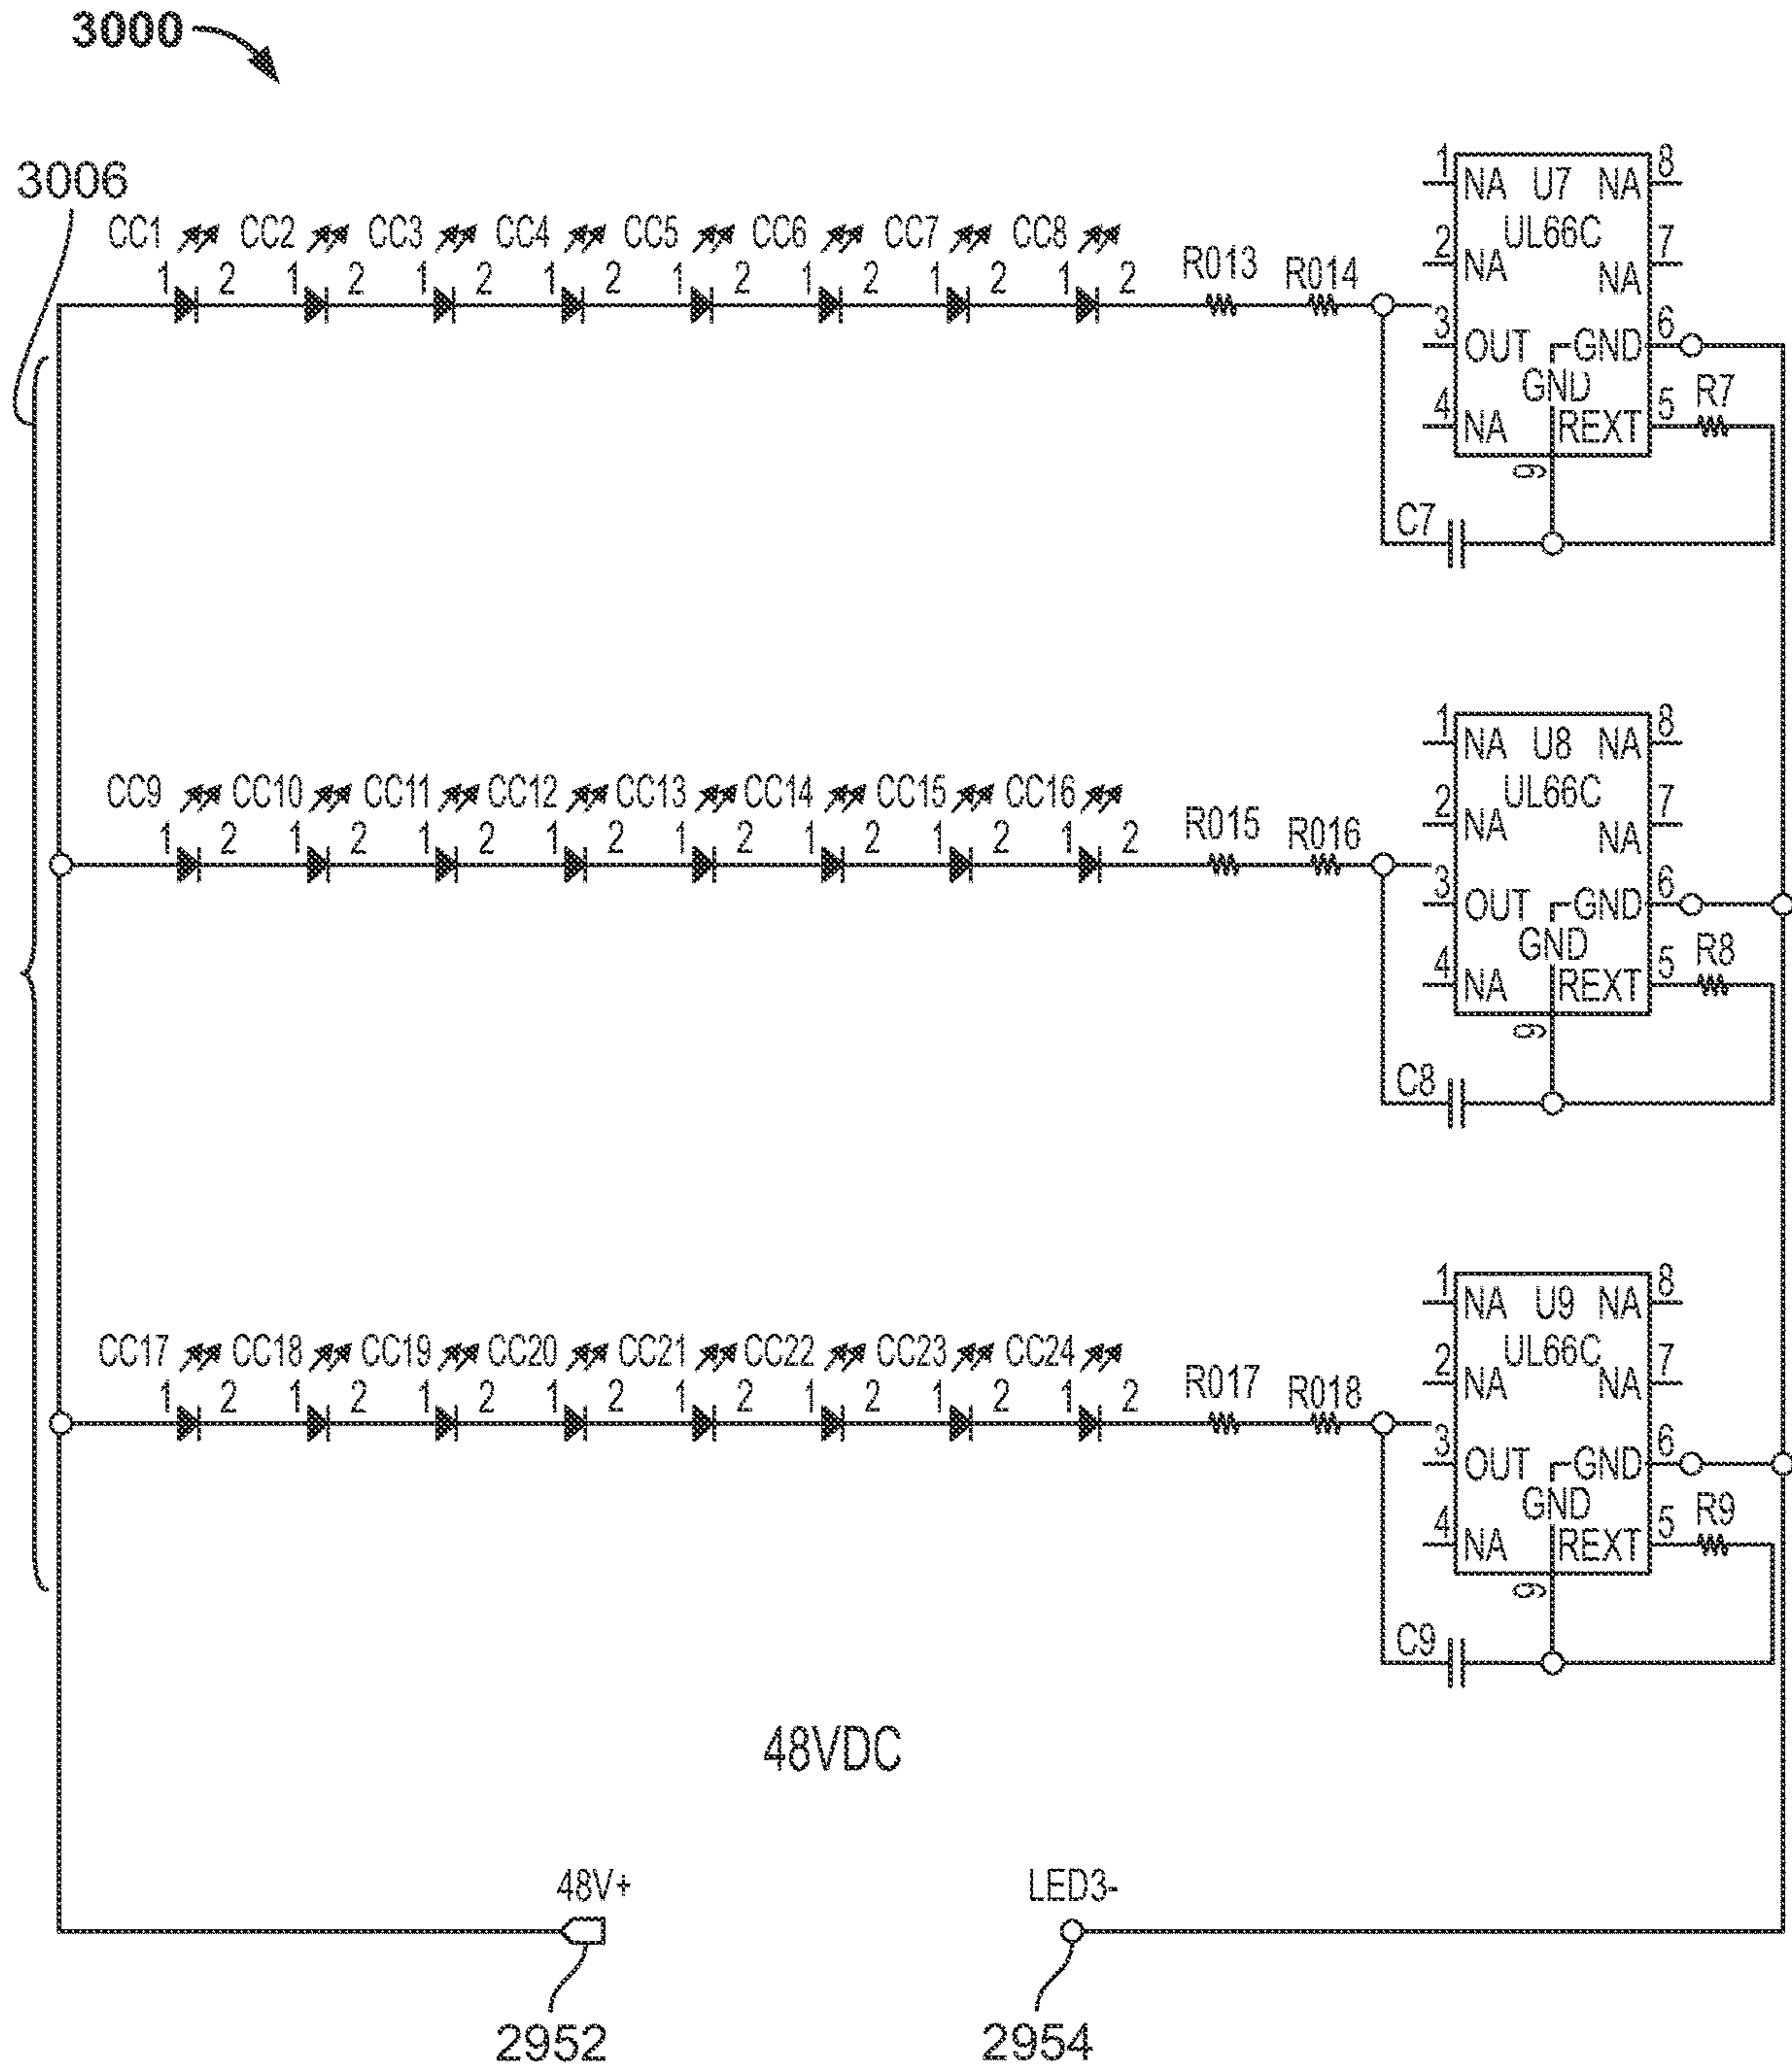 3000
3006
CC1 CC2 CC3 CC4 CC5 CC6 CC7 CC8
1 2 1 2 1 2 1 2 1 2 1 2 1 2 1 2
R013 R014
1 NA U7 NA 8
UL66C
2 NA NA 7
3 OUT GND 6
GND
4 NA REXT 5 R7
9
C7
CC9 CC10 CC11 CC12 CC13 CC14 CC15 CC16
1 2 1 2 1 2 1 2 1 2 1 2 1 2 1 2
R015 R016
1 NA U8 NA 8
UL66C
2 NA NA 7
3 OUT GND 6
GND
4 NA REXT 5 R8
9
C8
CC17 CC18 CC19 CC20 CC21 CC22 CC23 CC24
1 2 1 2 1 2 1 2 1 2 1 2 1 2 1 2
R017 R018
1 NA U9 NA 8
UL66C
2 NA NA 7
3 OUT GND 6
GND
4 NA REXT 5 R9
9
C9
48VDC
48V+ LED3-
2952 2954